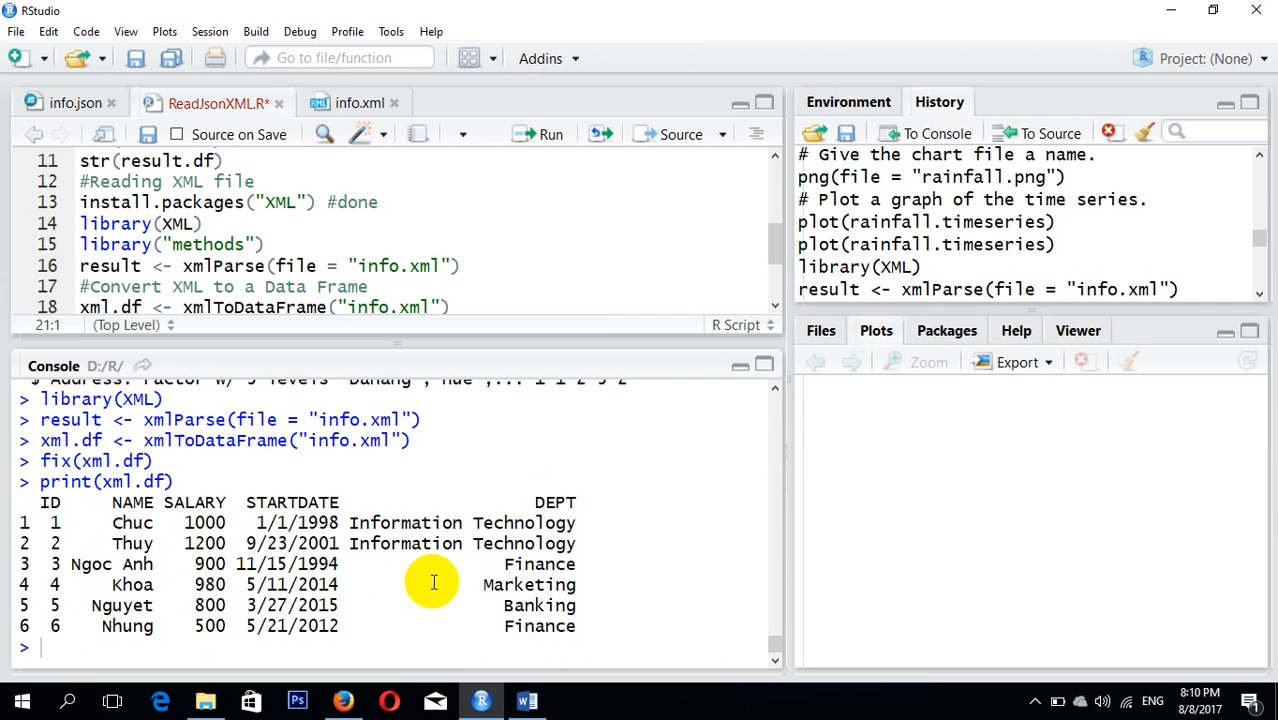 RStudio
File Edit Code View Plots Session Build Debug Profile Tools Help
Go to file/function Addins Project: (None)
info.json ReadJsonXML.R* info.xml
Source on Save Run Source
11 str(result.df)
12 #Reading XML file
13 install.packages("XML") #done
14 library(XML)
15 library("methods")
16 result <- xmlParse(file = "info.xml")
17 #Convert XML to a Data Frame
18 xml.df <- xmlToDataFrame("info.xml")
21:1 (Top Level) R Script
Console D:/R/
> library(XML)
> result <- xmlParse(file = "info.xml")
> xml.df <- xmlToDataFrame("info.xml")
> fix(xml.df)
> print(xml.df)
ID NAME SALARY STARTDATE DEPT
1 1 Chuc 1000 1/1/1998 Information Technology
2 2 Thuy 1200 9/23/2001 Information Technology
3 3 Ngoc Anh 900 11/15/1994 Finance
4 4 Khoa 980 5/11/2014 Marketing
5 5 Nguyet 800 3/27/2015 Banking
6 6 Nhung 500 5/21/2012 Finance
>
Environment History
To Console To Source
# Give the chart file a name.
png(file = "rainfall.png")
# Plot a graph of the time series.
plot(rainfall.timeseries)
plot(rainfall.timeseries)
library(XML)
result <- xmlParse(file = "info.xml")
Files Plots Packages Help Viewer
Zoom Export
Ps ENG 8:10 PM
8/8/2017 1